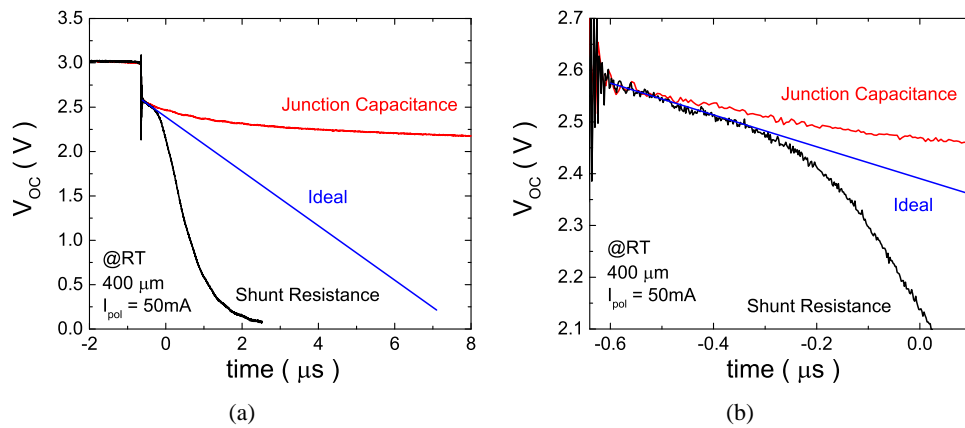 3.5
3.0
2.5
2.0
1.5
1.0
0.5
0.0
V_OC ( V )
Junction Capacitance
Ideal
@RT
400 μm
I_pol = 50mA
Shunt Resistance
-2 0 2 4 6 8
time ( μs )
(a)
2.7
2.6
2.5
2.4
2.3
2.2
2.1
V_OC ( V )
Junction Capacitance
Ideal
@RT
400 μm
I_pol = 50mA
Shunt Resistance
-0.6 -0.4 -0.2 0.0
time ( μs )
(b)